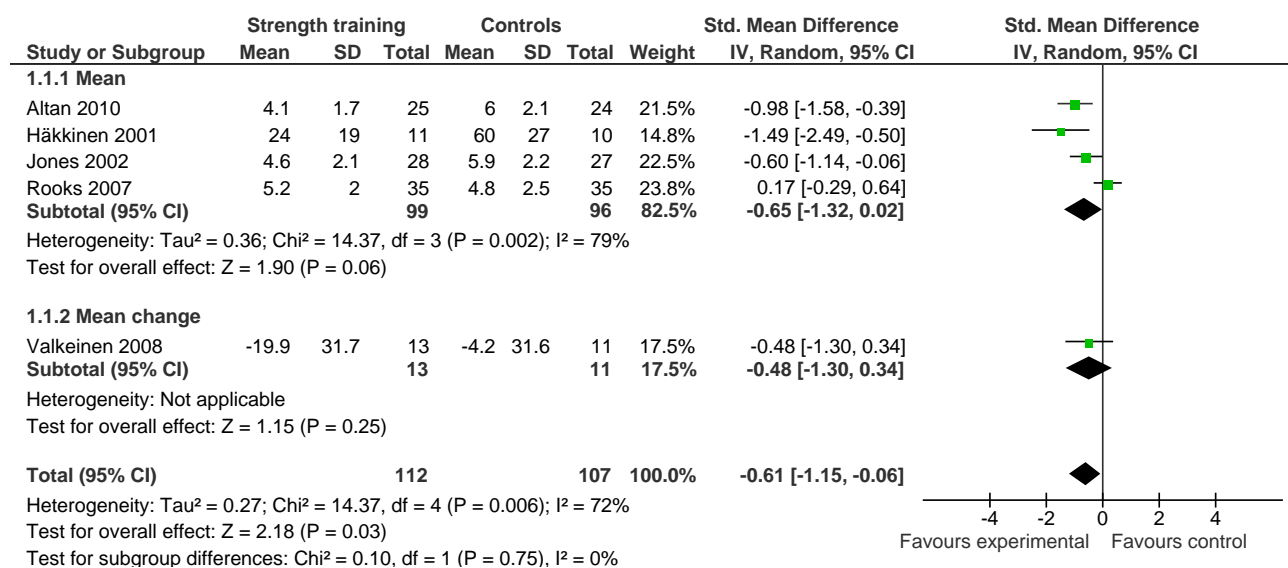 Strength training Controls Std. Mean Difference Std. Mean Difference
Study or Subgroup Mean SD Total Mean SD Total Weight IV, Random, 95% CI IV, Random, 95% CI
1.1.1 Mean
Altan 2010 4.1 1.7 25 6 2.1 24 21.5% -0.98 [-1.58, -0.39]
Häkkinen 2001 24 19 11 60 27 10 14.8% -1.49 [-2.49, -0.50]
Jones 2002 4.6 2.1 28 5.9 2.2 27 22.5% -0.60 [-1.14, -0.06]
Rooks 2007 5.2 2 35 4.8 2.5 35 23.8% 0.17 [-0.29, 0.64]
Subtotal (95% CI) 99 96 82.5% -0.65 [-1.32, 0.02]
Heterogeneity: Tau² = 0.36; Chi² = 14.37, df = 3 (P = 0.002); I² = 79%
Test for overall effect: Z = 1.90 (P = 0.06)
1.1.2 Mean change
Valkeinen 2008 -19.9 31.7 13 -4.2 31.6 11 17.5% -0.48 [-1.30, 0.34]
Subtotal (95% CI) 13 11 17.5% -0.48 [-1.30, 0.34]
Heterogeneity: Not applicable
Test for overall effect: Z = 1.15 (P = 0.25)
Total (95% CI) 112 107 100.0% -0.61 [-1.15, -0.06]
Heterogeneity: Tau² = 0.27; Chi² = 14.37, df = 4 (P = 0.006); I² = 72%
Test for overall effect: Z = 2.18 (P = 0.03)
Test for subgroup differences: Chi² = 0.10, df = 1 (P = 0.75), I² = 0%
-4 -2 0 2 4
Favours experimental Favours control